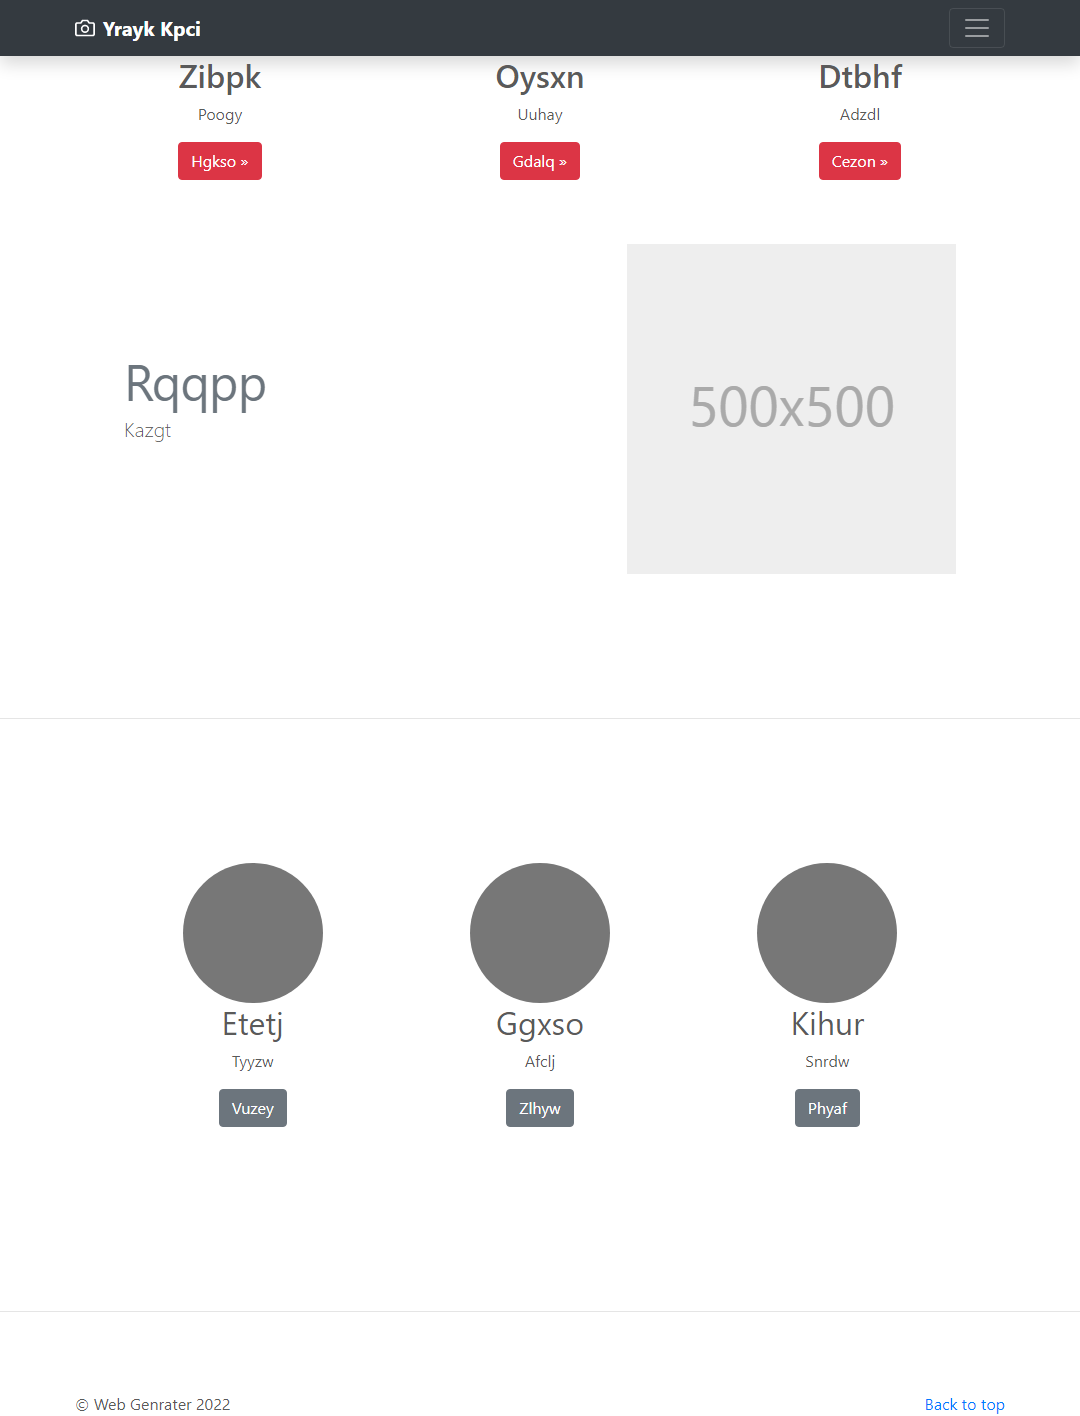 Yrayk Kpci
Zibpk
Poogy
Hgkso »
Oysxn
Uuhay
Gdalq »
Dtbhf
Adzdl
Cezon »
Rqqpp
Kazgt
500x500
Etetj
Tyyzw
Vuzey
Ggxso
Afclj
Zlhyw
Kihur
Snrdw
Phyaf
© Web Genrater 2022
Back to top